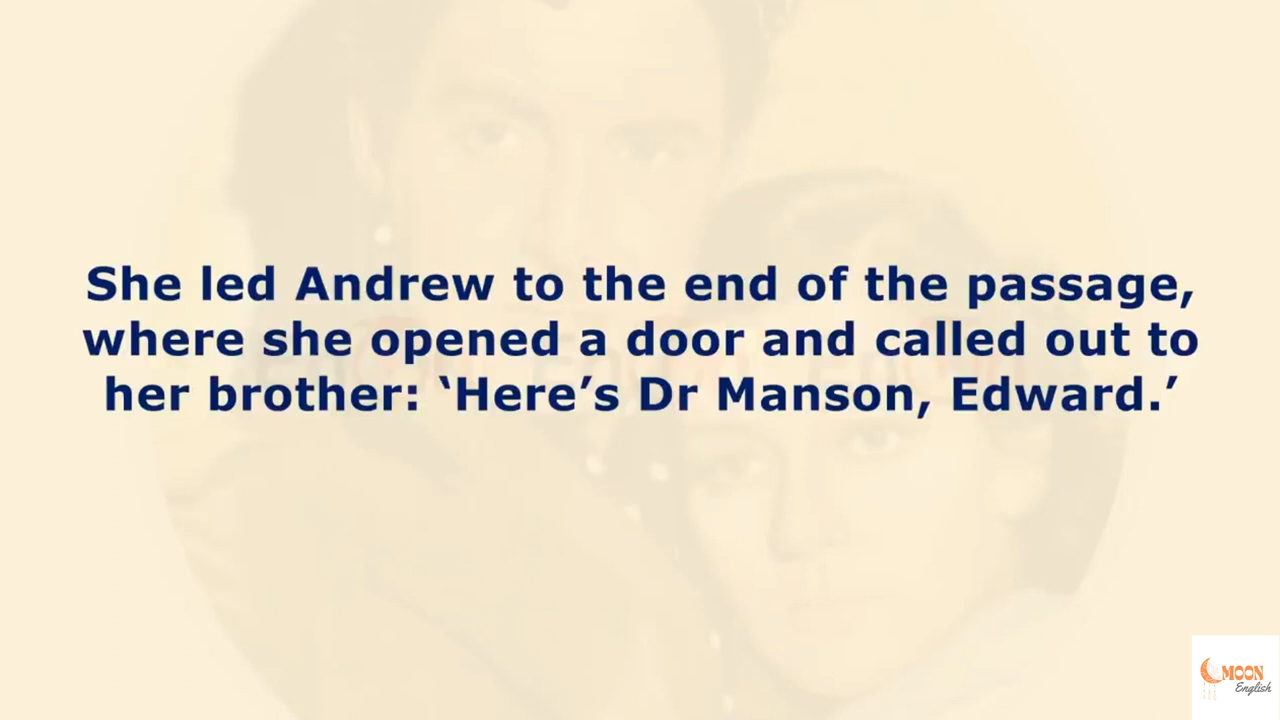 She led Andrew to the end of the passage,
where she opened a door and called out to
her brother: ‘Here’s Dr Manson, Edward.’
MOON
English